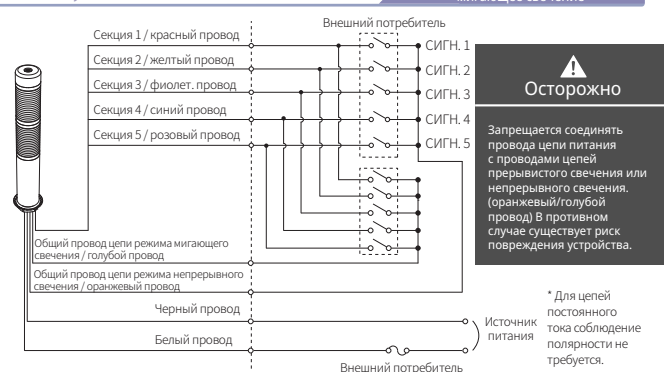 мигающее свечение
Внешний потребитель
Секция 1 / красный провод
СИГН. 1
Секция 2 / желтый провод
СИГН. 2
Секция 3 / фиолет. провод
СИГН. 3
Секция 4 / синий провод
СИГН. 4
Секция 5 / розовый провод
СИГН. 5
Осторожно
Запрещается соединять
провода цепи питания
с проводами цепей
прерывистого свечения или
непрерывного свечения.
(оранжевый/голубой
провод) В противном
случае существует риск
повреждения устройства.
Общий провод цепи режима мигающего
свечения / голубой провод
Общий провод цепи режима непрерывного
свечения / оранжевый провод
Черный провод
Белый провод
Источник
питания
Внешний потребитель
* Для цепей
постоянного
тока соблюдение
полярности не
требуется.